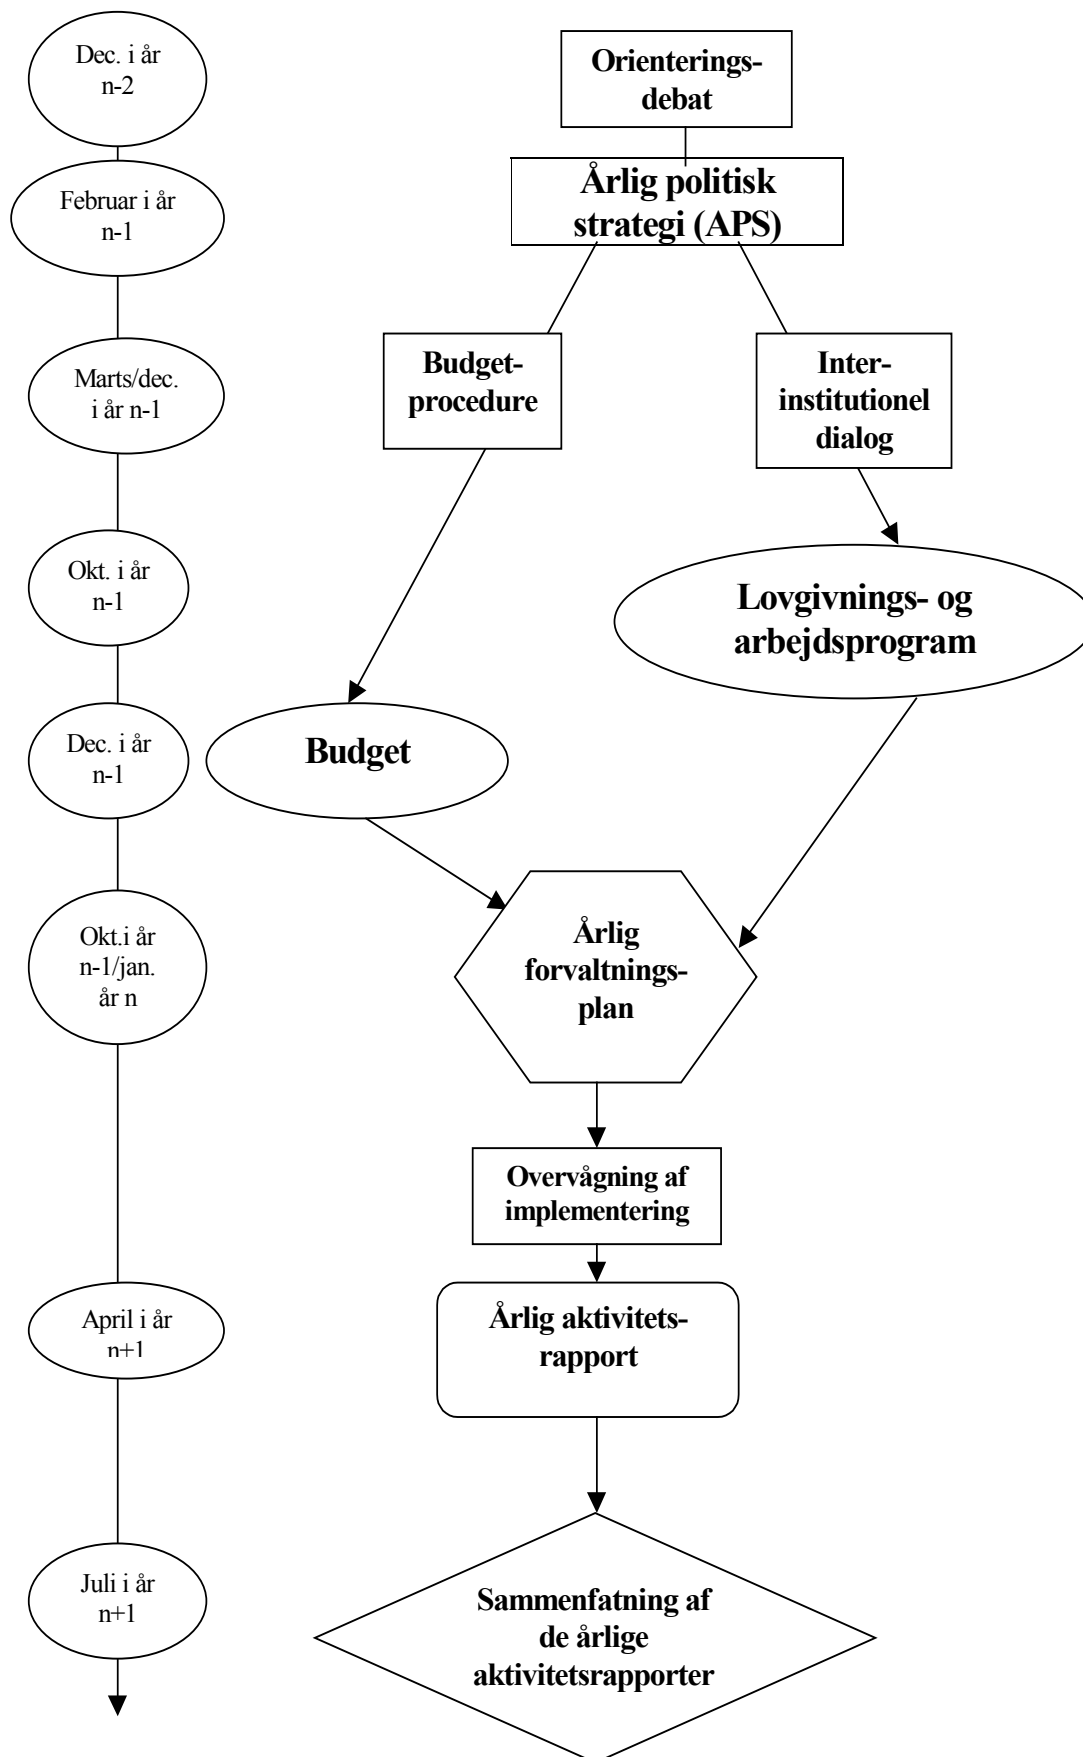 Dec. i år
n-2
Orienterings-
debat
Februar i år
n-1
Årlig politisk
strategi (APS)
Marts/dec.
i år n-1
Budget-
procedure
Inter-
institutionel
dialog
Okt. i år
n-1
Lovgivnings- og
arbejdsprogram
Dec. i år
n-1
Budget
Okt.i år
n-1/jan.
år n
Årlig
forvaltnings-
plan
Overvågning af
implementering
April i år
n+1
Årlig aktivitets-
rapport
Juli i år
n+1
Sammenfatning af
de årlige
aktivitetsrapporter